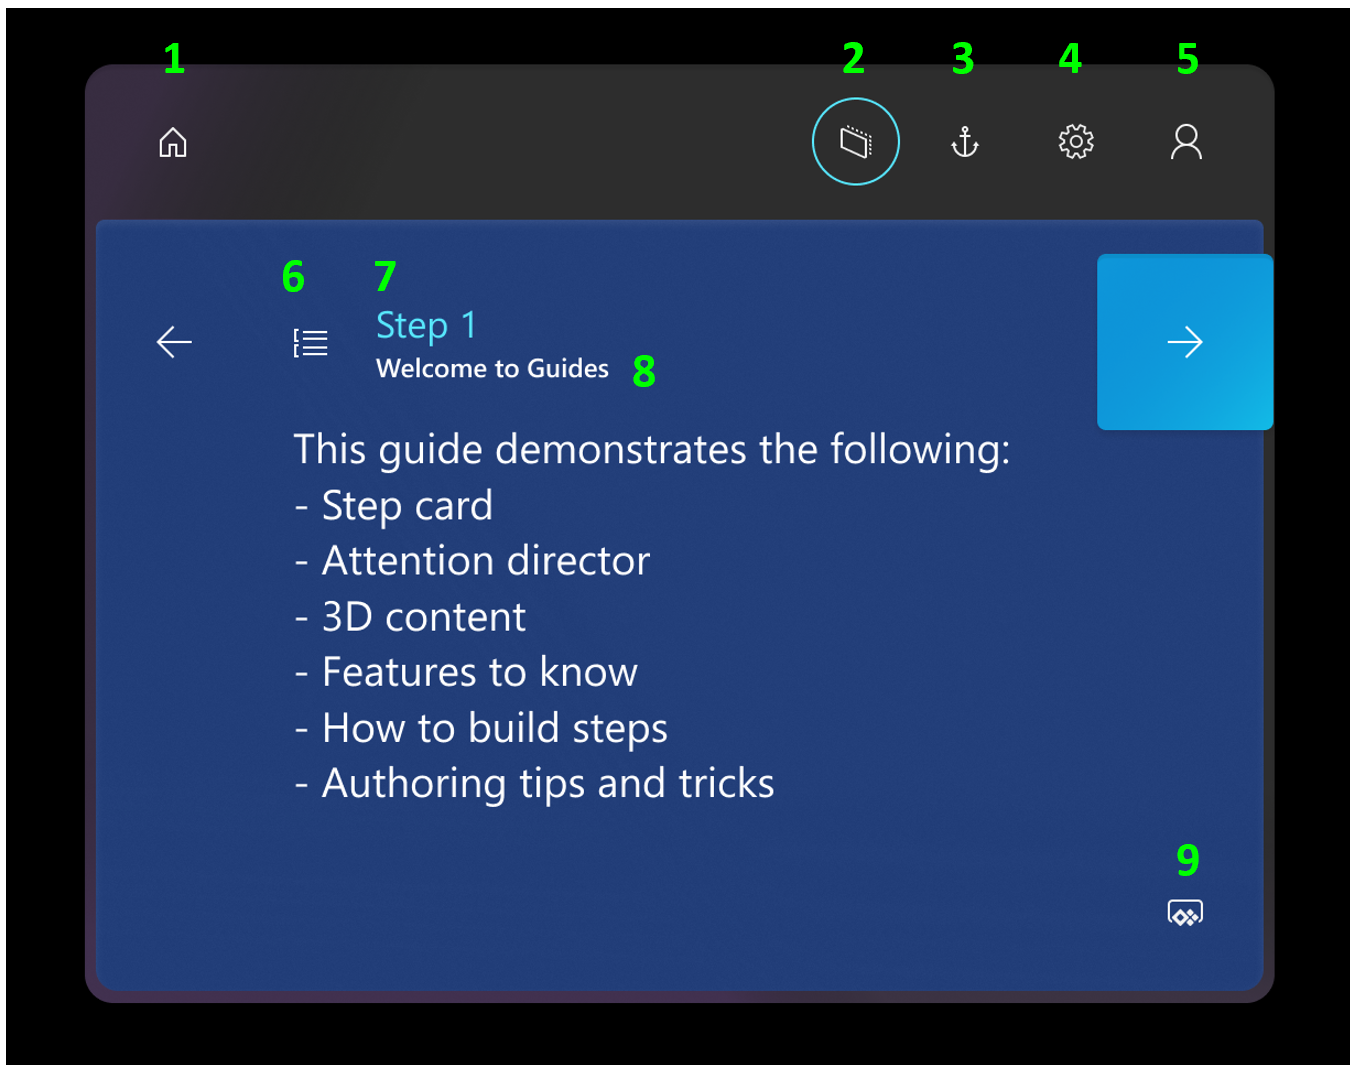 1
2 3 4 5
6 7
Step 1
Welcome to Guides 8
This guide demonstrates the following:
- Step card
- Attention director
- 3D content
- Features to know
- How to build steps
- Authoring tips and tricks
9